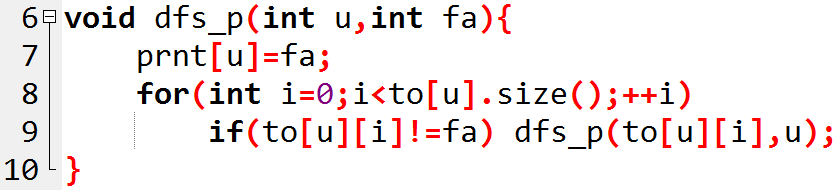 6 void dfs_p(int u,int fa){
7     prnt[u]=fa;
8     for(int i=0;i<to[u].size();++i)
9         if(to[u][i]!=fa) dfs_p(to[u][i],u);
10 }